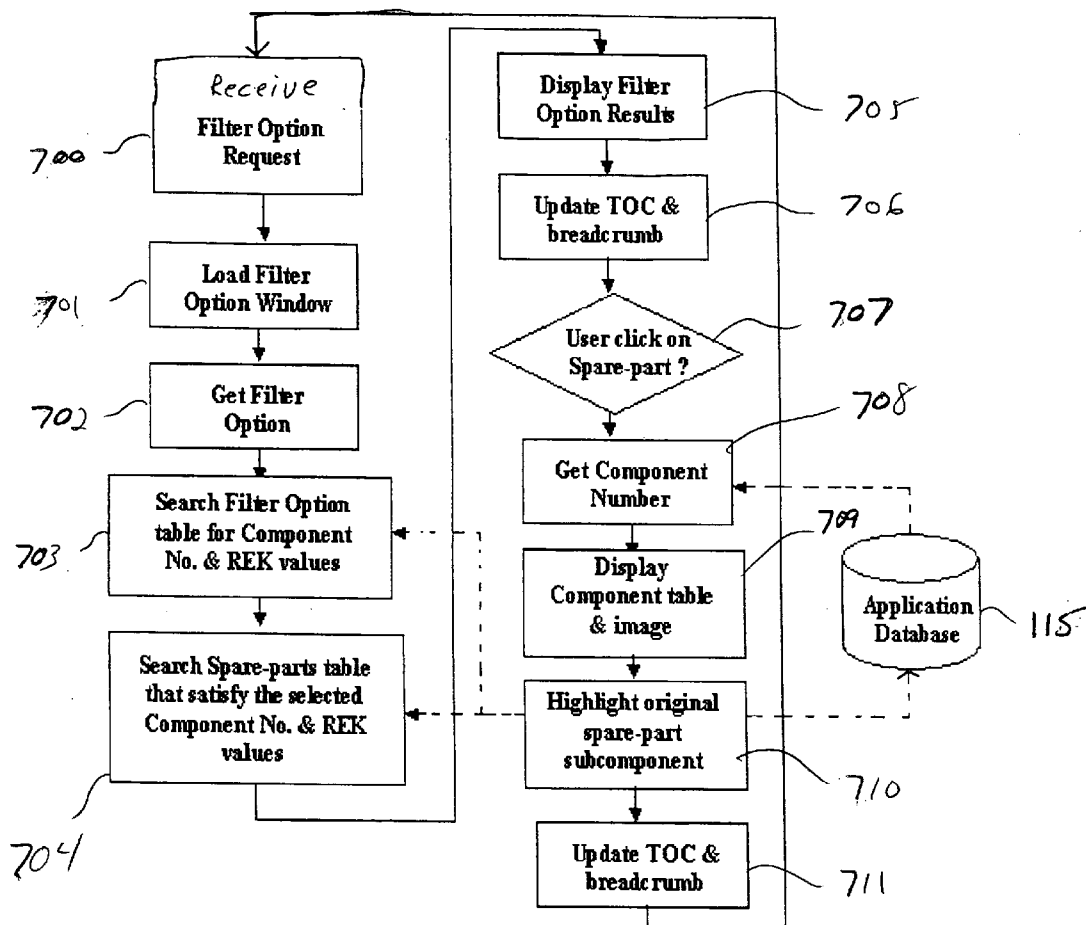 Receive
Filter Option
Request
700
Load Filter
Option Window
701
Get Filter
Option
702
Search Filter Option
table for Component
No. & REK values
703
Search Spare-parts table
that satisfy the selected
Component No. & REK
values
704
Display Filter
Option Results
705
Update TOC &
breadcrumb
706
User click on
Spare-part ?
707
Get Component
Number
708
Display
Component table
& image
709
Highlight original
spare-part
subcomponent
710
Update TOC &
breadcrumb
711
Application
Database
115